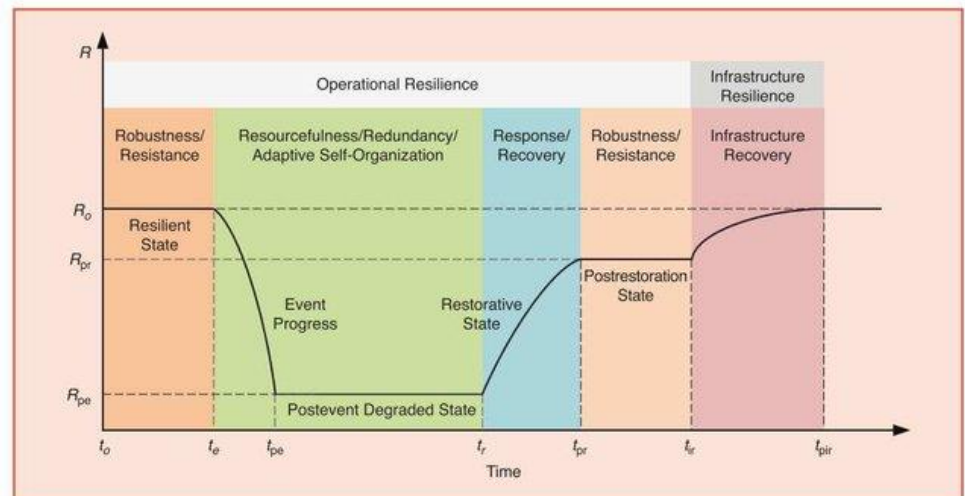 R
Operational Resilience
Infrastructure
Resilience
Robustness/
Resistance
Resourcefulness/Redundancy/
Adaptive Self-Organization
Response/
Recovery
Robustness/
Resistance
Infrastructure
Recovery
Ro
Resilient
State
Rpr
Postrestoration
State
Event
Progress
Restorative
State
Rpe
Postevent Degraded State
to
te
tpe
tr
tpr
tir
tpir
Time